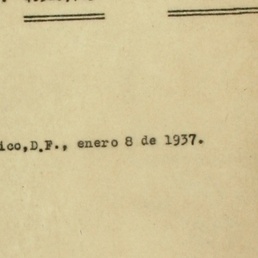 ico,D.F., enero 8 de 1937.